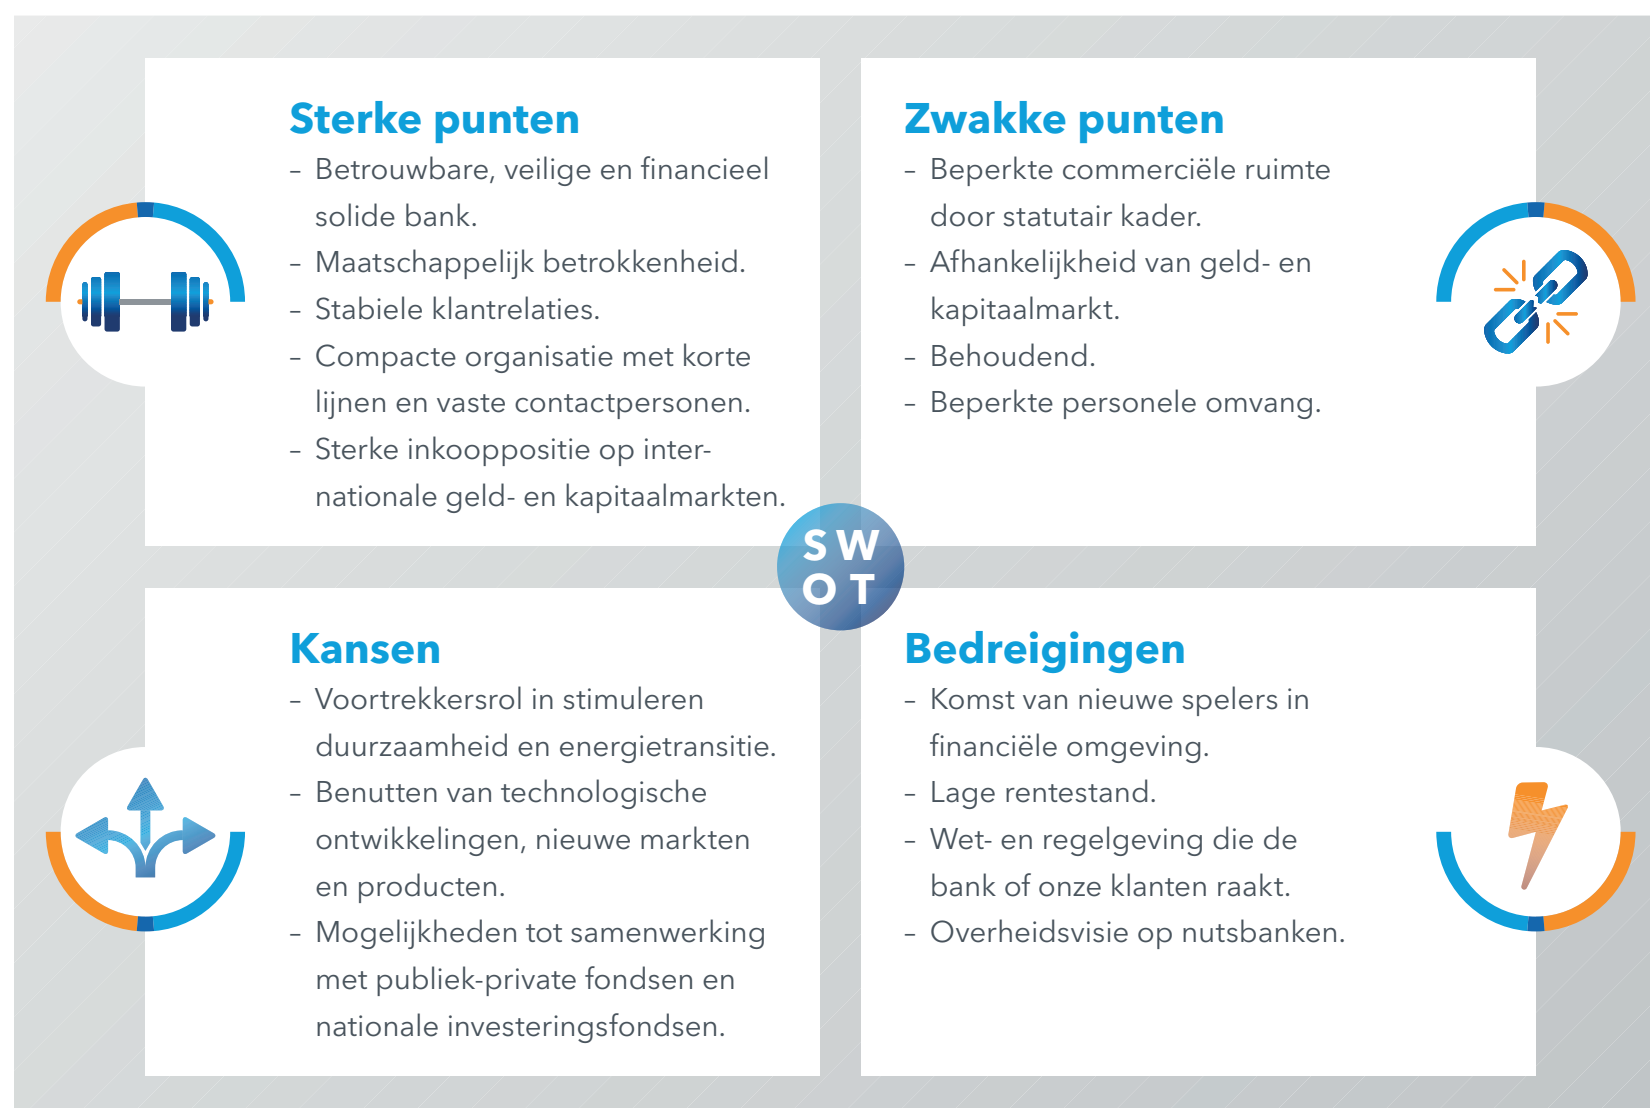 Sterke punten
– Betrouwbare, veilige en financieel
solide bank.
– Maatschappelijk betrokkenheid.
– Stabiele klantrelaties.
– Compacte organisatie met korte
lijnen en vaste contactpersonen.
– Sterke inkooppositie op inter-
nationale geld- en kapitaalmarkten.
Zwakke punten
– Beperkte commerciële ruimte
door statutair kader.
– Afhankelijkheid van geld- en
kapitaalmarkt.
– Behoudend.
– Beperkte personele omvang.
S W
O T
Kansen
– Voortrekkersrol in stimuleren
duurzaamheid en energietransitie.
– Benutten van technologische
ontwikkelingen, nieuwe markten
en producten.
– Mogelijkheden tot samenwerking
met publiek-private fondsen en
nationale investeringsfondsen.
Bedreigingen
– Komst van nieuwe spelers in
financiële omgeving.
– Lage rentestand.
– Wet- en regelgeving die de
bank of onze klanten raakt.
– Overheidsvisie op nutsbanken.